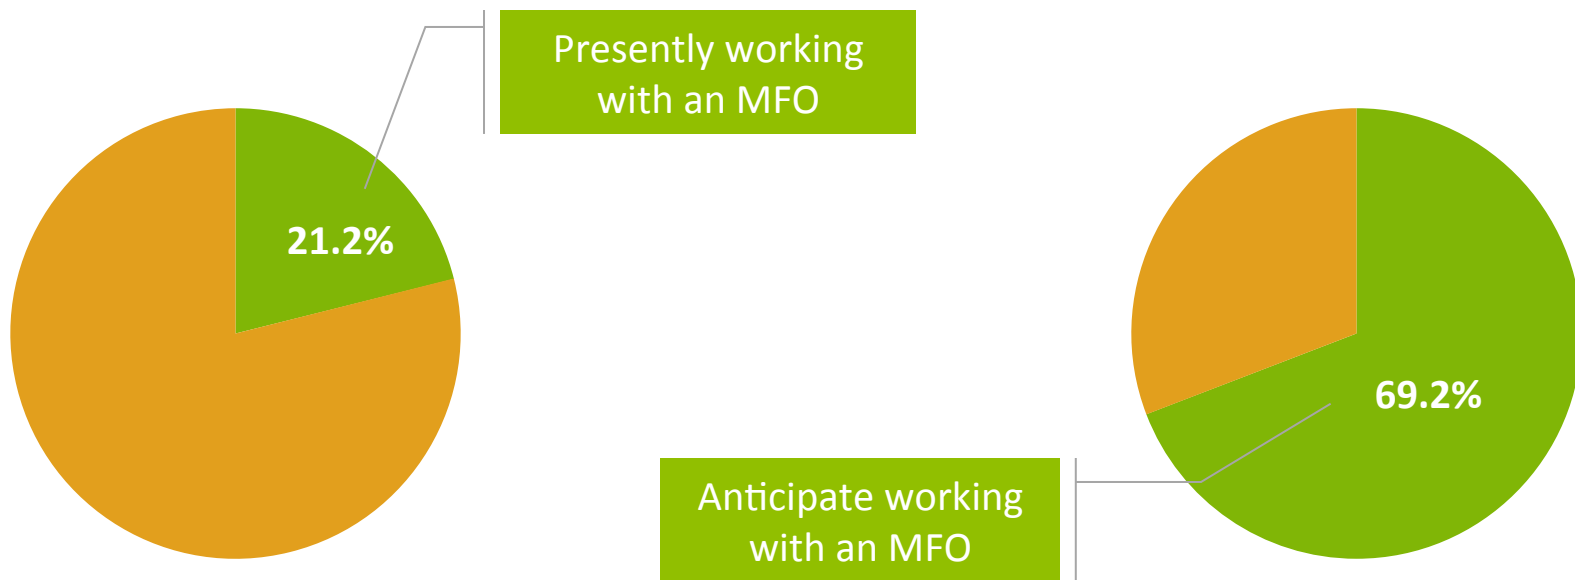 Presently working
with an MFO
21.2%
69.2%
Anticipate working
with an MFO